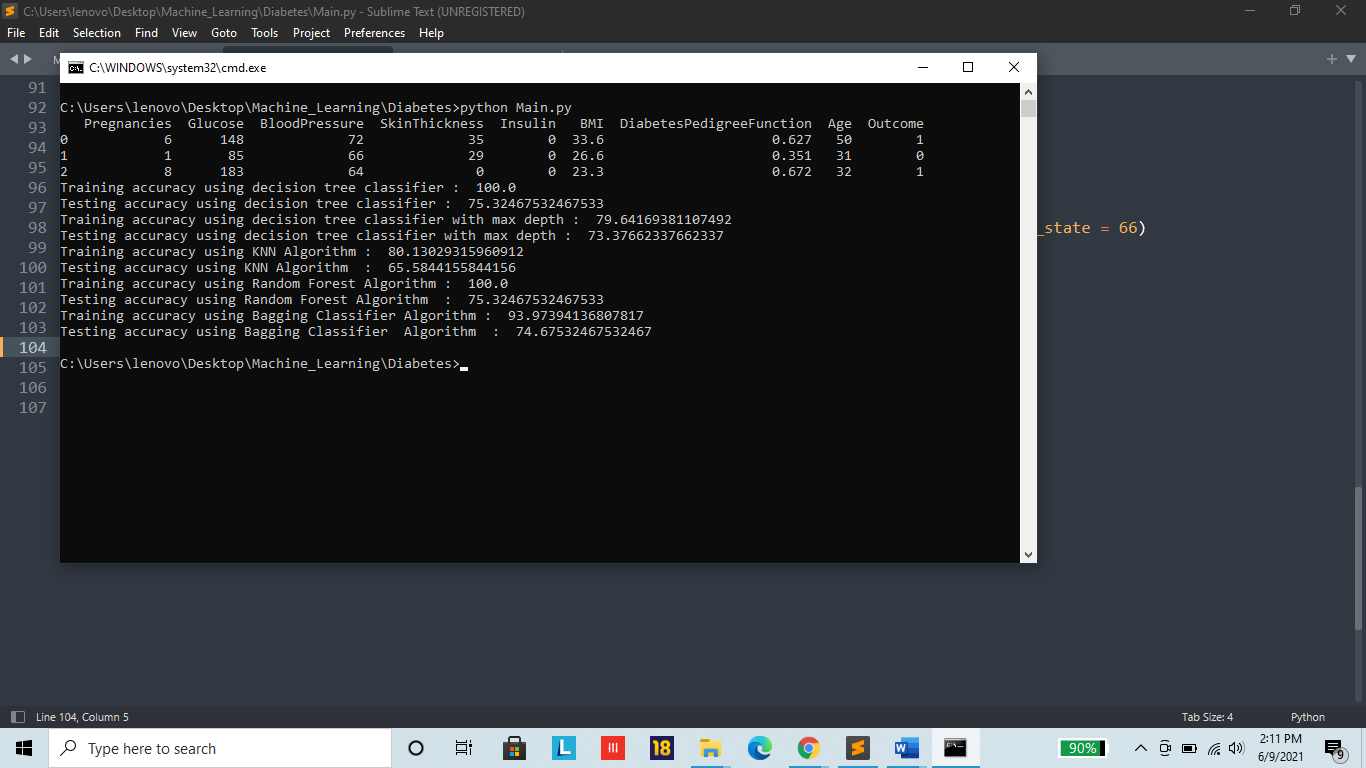 C:\Users\lenovo\Desktop\Machine_Learning\Diabetes\Main.py - Sublime Text (UNREGISTERED)
File Edit Selection Find View Goto Tools Project Preferences Help
C:\WINDOWS\system32\cmd.exe
91
92
93
94
95
96
97
98
99
100
101
102
103
104
105
106
107
C:\Users\lenovo\Desktop\Machine_Learning\Diabetes>python Main.py
Pregnancies Glucose BloodPressure SkinThickness Insulin BMI DiabetesPedigreeFunction Age Outcome
0 6 148 72 35 0 33.6 0.627 50 1
1 1 85 66 29 0 26.6 0.351 31 0
2 8 183 64 0 0 23.3 0.672 32 1
Training accuracy using decision tree classifier : 100.0
Testing accuracy using decision tree classifier : 75.32467532467533
Training accuracy using decision tree classifier with max depth : 79.64169381107492
Testing accuracy using decision tree classifier with max depth : 73.37662337662337
Training accuracy using KNN Algorithm : 80.13029315960912
Testing accuracy using KNN Algorithm : 65.5844155844156
Training accuracy using Random Forest Algorithm : 100.0
Testing accuracy using Random Forest Algorithm : 75.32467532467533
Training accuracy using Bagging Classifier Algorithm : 93.97394136807817
Testing accuracy using Bagging Classifier Algorithm : 74.67532467532467
C:\Users\lenovo\Desktop\Machine_Learning\Diabetes>
_state = 66)
Line 104, Column 5
Tab Size: 4
Python
Type here to search
L
18
90%
2:11 PM
6/9/2021
9